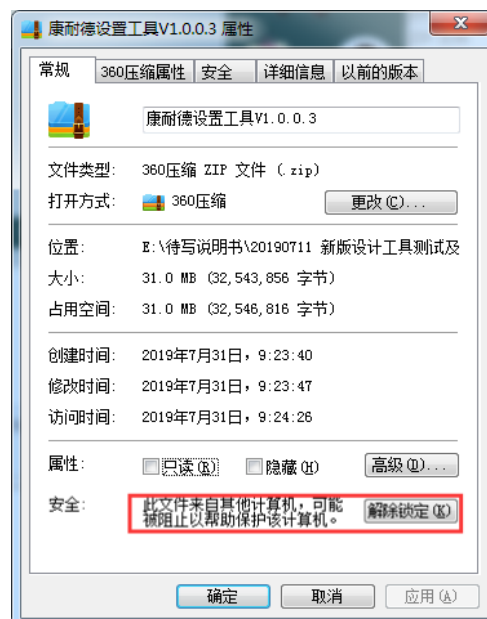 康耐德设置工具V1.0.0.3 属性
常规 360压缩属性 安全 详细信息 以前的版本
康耐德设置工具V1.0.0.3
文件类型: 360压缩 ZIP 文件 (.zip)
打开方式: 360压缩 更改(C)...
位置: E:\待写说明书\20190711 新版设计工具测试及
大小: 31.0 MB (32,543,856 字节)
占用空间: 31.0 MB (32,546,816 字节)
创建时间: 2019年7月31日，9:23:40
修改时间: 2019年7月31日，9:23:47
访问时间: 2019年7月31日，9:24:26
属性: 只读(R) 隐藏(H) 高级(D)...
安全: 此文件来自其他计算机，可能
被阻止以帮助保护该计算机。 解除锁定(K)
确定 取消 应用(A)